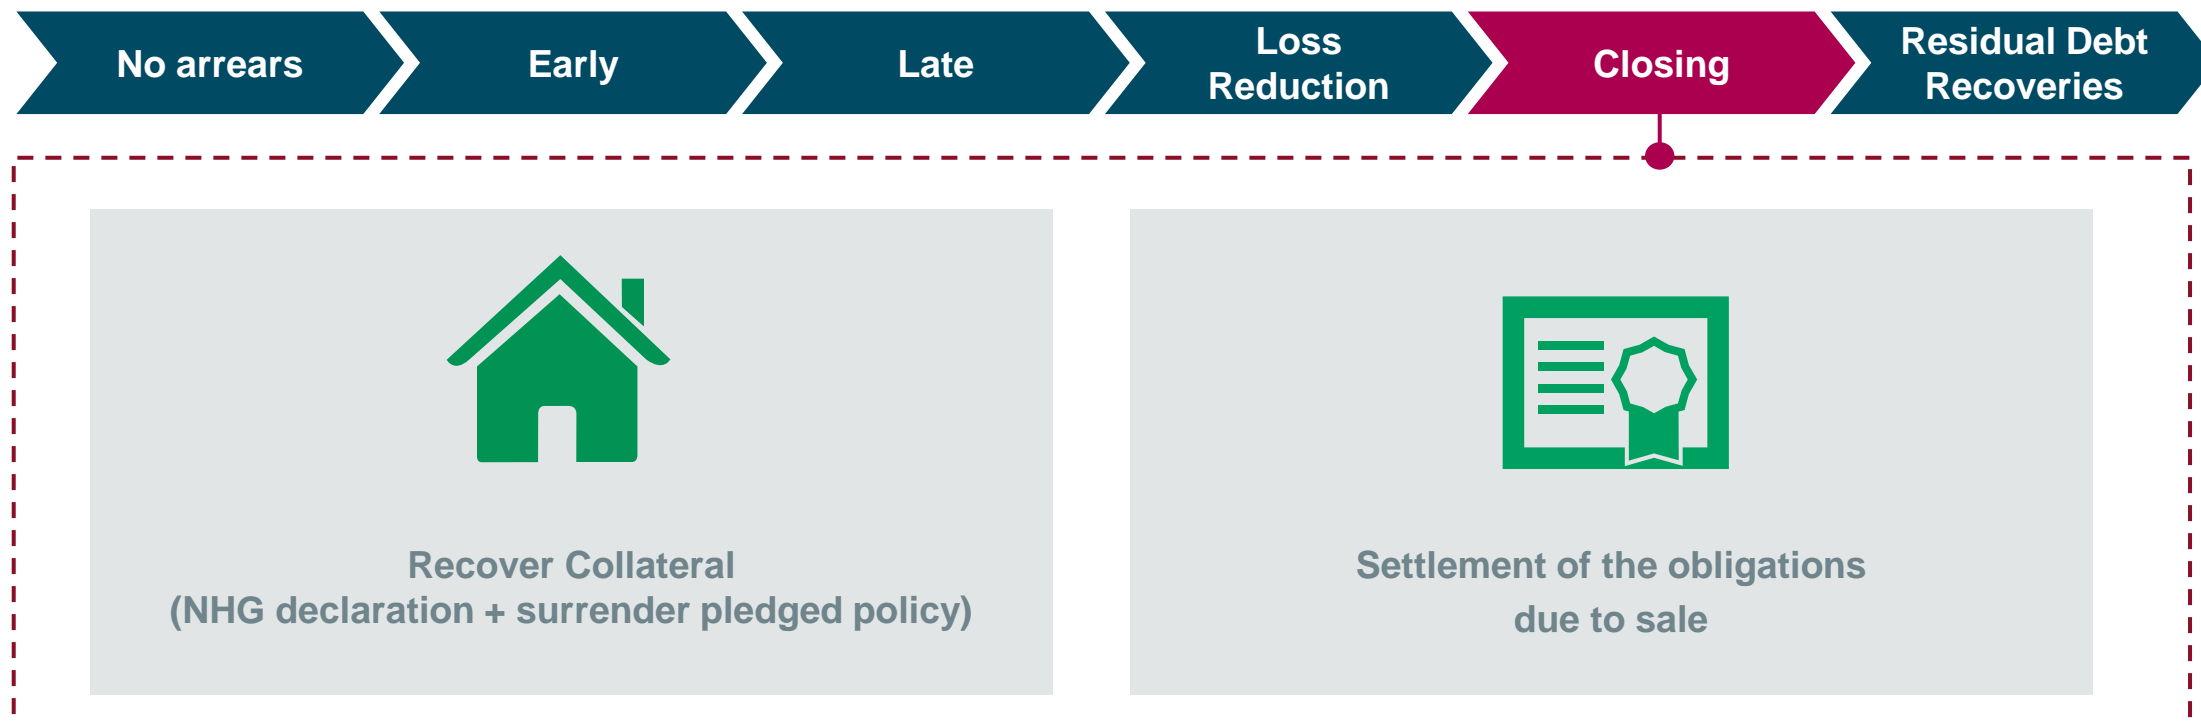 No arrears
Early
Late
Loss
Reduction
Closing
Residual Debt
Recoveries
Recover Collateral
(NHG declaration + surrender pledged policy)
Settlement of the obligations
due to sale